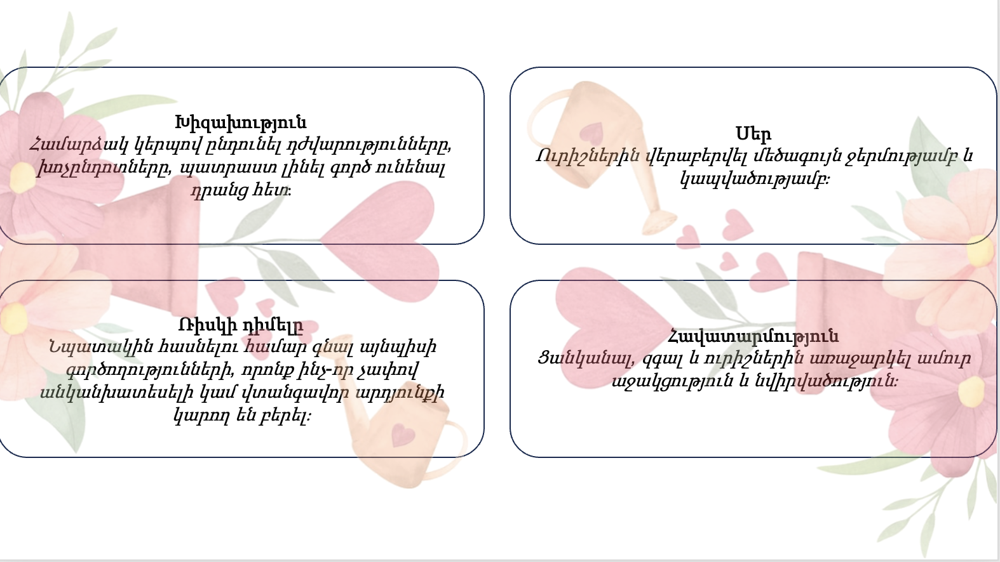 Խիզախություն
Համարձակ կերպով ընդունել դժվարությունները,
խոչընդոտները, պատրաստ լինել գործ ունենալ
դրանց հետ:
Սեր
Ուրիշներին վերաբերվել մեծագույն ջերմությամբ և
կապվածությամբ:
Ռիսկի դիմելը
Նպատակին հասնելու համար գնալ այնպիսի
գործողությունների, որոնք ինչ-որ չափով
անկանխատեսելի կամ վտանգավոր արդյունքի
կարող են բերել:
Հավատարմություն
Ցանկանալ, զգալ և ուրիշներին առաջարկել ամուր
աջակցություն և նվիրվածություն: